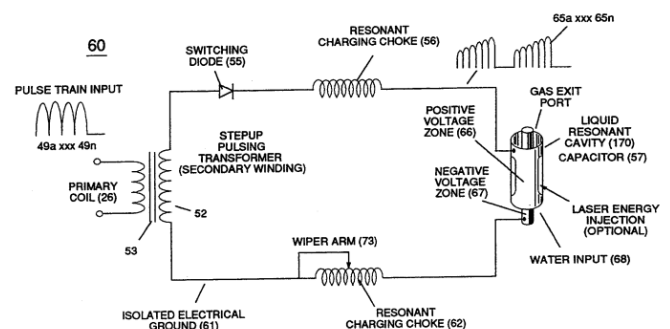 60
PULSE TRAIN INPUT
49a xxx 49n
PRIMARY
COIL (26)
53
SWITCHING
DIODE (55)
STEPUP
PULSING
TRANSFORMER
(SECONDARY WINDING)
52
RESONANT
CHARGING CHOKE (56)
65a xxx 65n
GAS EXIT
PORT
POSITIVE
VOLTAGE
ZONE (66)
LIQUID
RESONANT
CAVITY (170)
CAPACITOR (57)
NEGATIVE
VOLTAGE
ZONE (67)
LASER ENERGY
INJECTION
(OPTIONAL)
WIPER ARM (73)
WATER INPUT (68)
ISOLATED ELECTRICAL
GROUND (61)
RESONANT
CHARGING CHOKE (62)